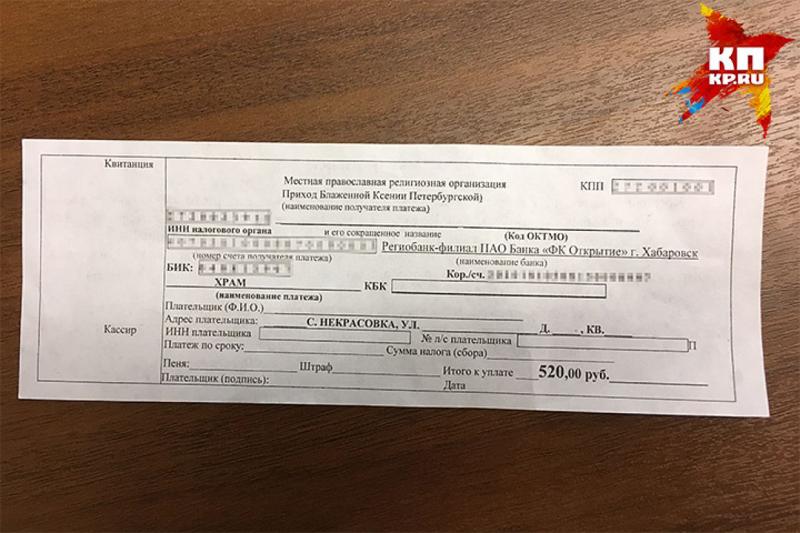 КП
KP.RU
Квитанция
Местная православная религиозная организация
КПП
Приход Блаженной Ксении Петербургской)
(наименование получателя платежа)
ИНН налогового органа
и его сокращенное название
(Код ОКТМО)
Региобанк-филиал ПАО Банка «ФК Открытие» г. Хабаровск
(номер счета получателя платежа)
(наименование банка)
БИК:
Кор./сч.
ХРАМ
КБК
(наименование платежа)
Плательщик (Ф.И.О.)
Адрес плательщика: С. НЕКРАСОВКА, УЛ. Д. , КВ.
Кассир
ИНН плательщика
№ л/с плательщика
П
Платеж по сроку:
Сумма налога (сбора)
Пеня: Штраф Итого к уплате 520,00 руб.
Плательщик (подпись): Дата